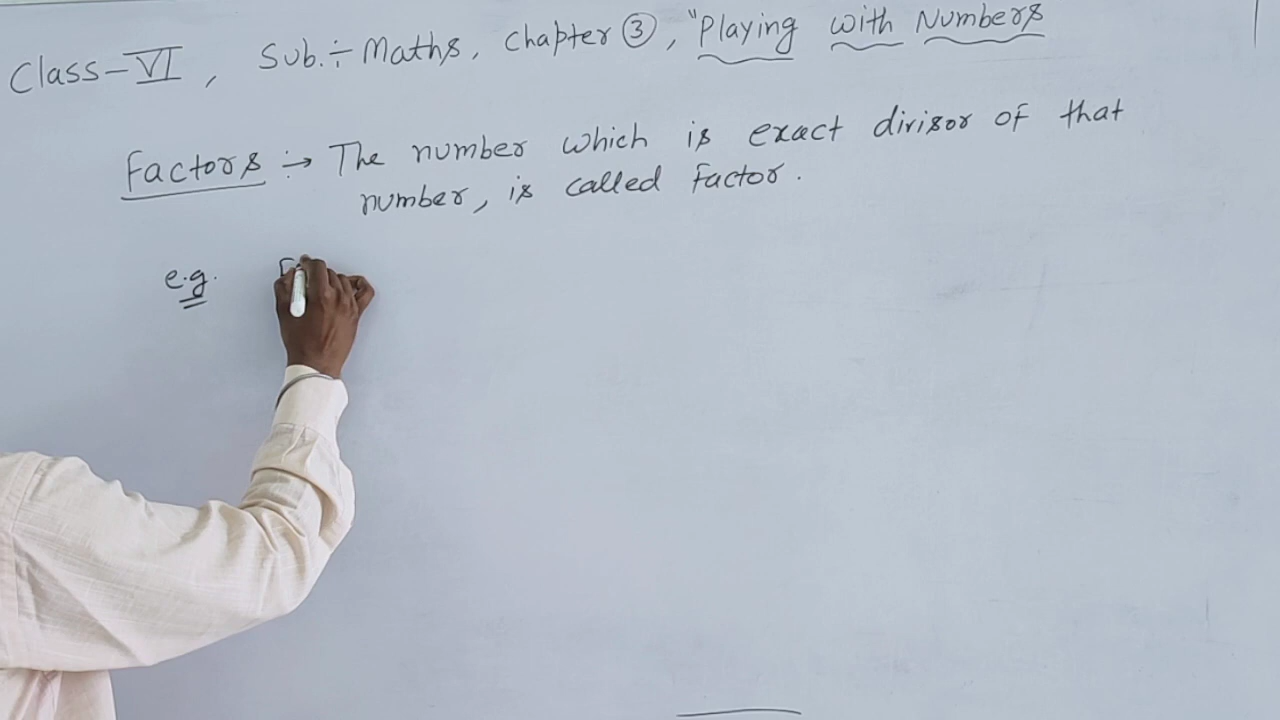 Class-VI, Sub.÷ Maths, Chapter ③, "Playing with Numbers
Factors :→ The number which is exact divisor of that
number, is called Factor.
e.g.